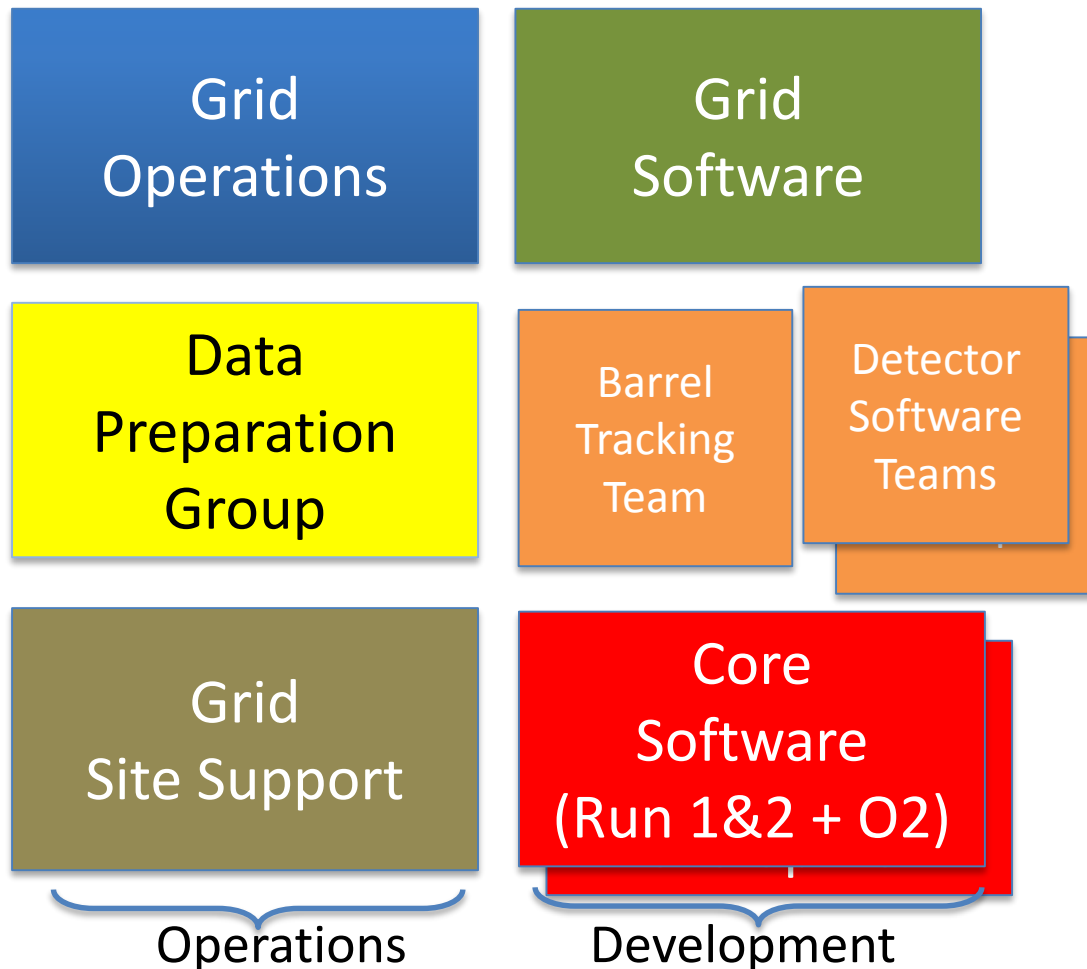 Grid
Operations
Grid
Software
Data
Preparation
Group
Barrel
Tracking
Team
Detector
Software
Teams
Grid
Site Support
Core
Software
(Run 1&2 + O2)
Operations
Development